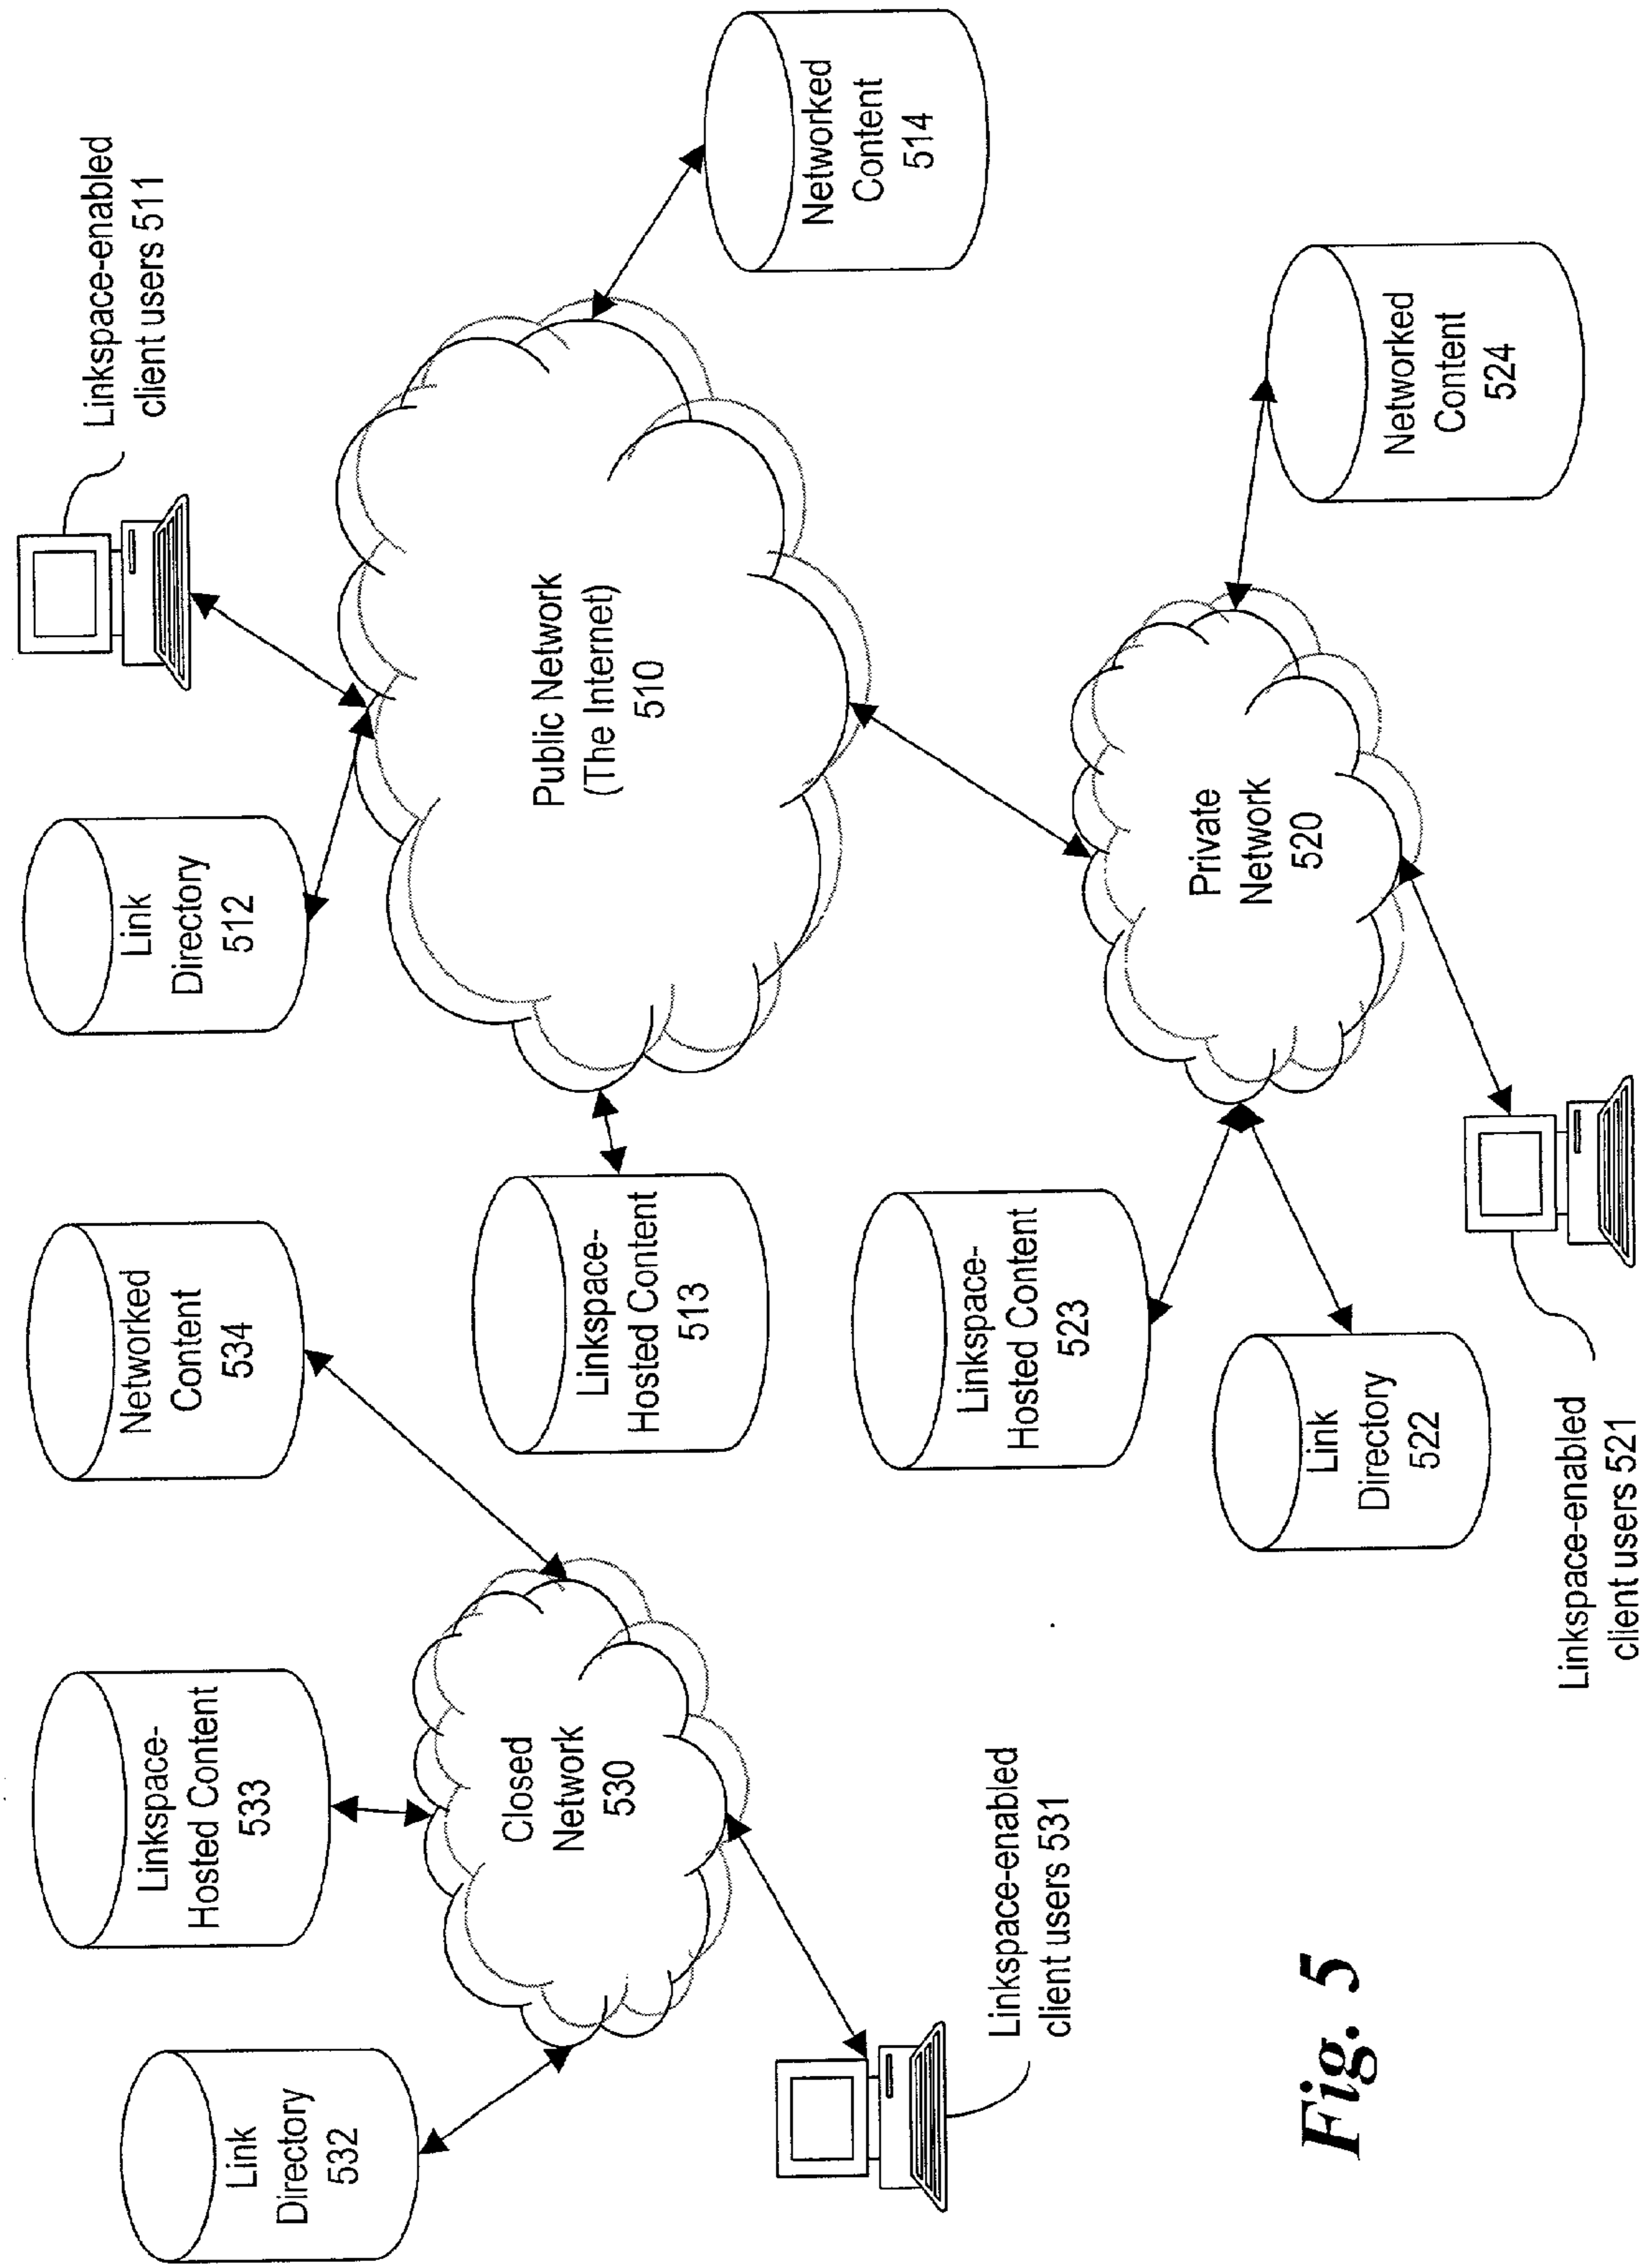 Link
Directory
532
Linkspace-
Hosted Content
533
Networked
Content
534
Link
Directory
512
Linkspace-enabled
client users 511
Closed
Network
530
Linkspace-
Hosted Content
513
Public Network
(The Internet)
510
Networked
Content
514
Linkspace-enabled
client users 531
Linkspace-
Hosted Content
523
Private
Network
520
Networked
Content
524
Link
Directory
522
Linkspace-enabled
client users 521
Fig. 5